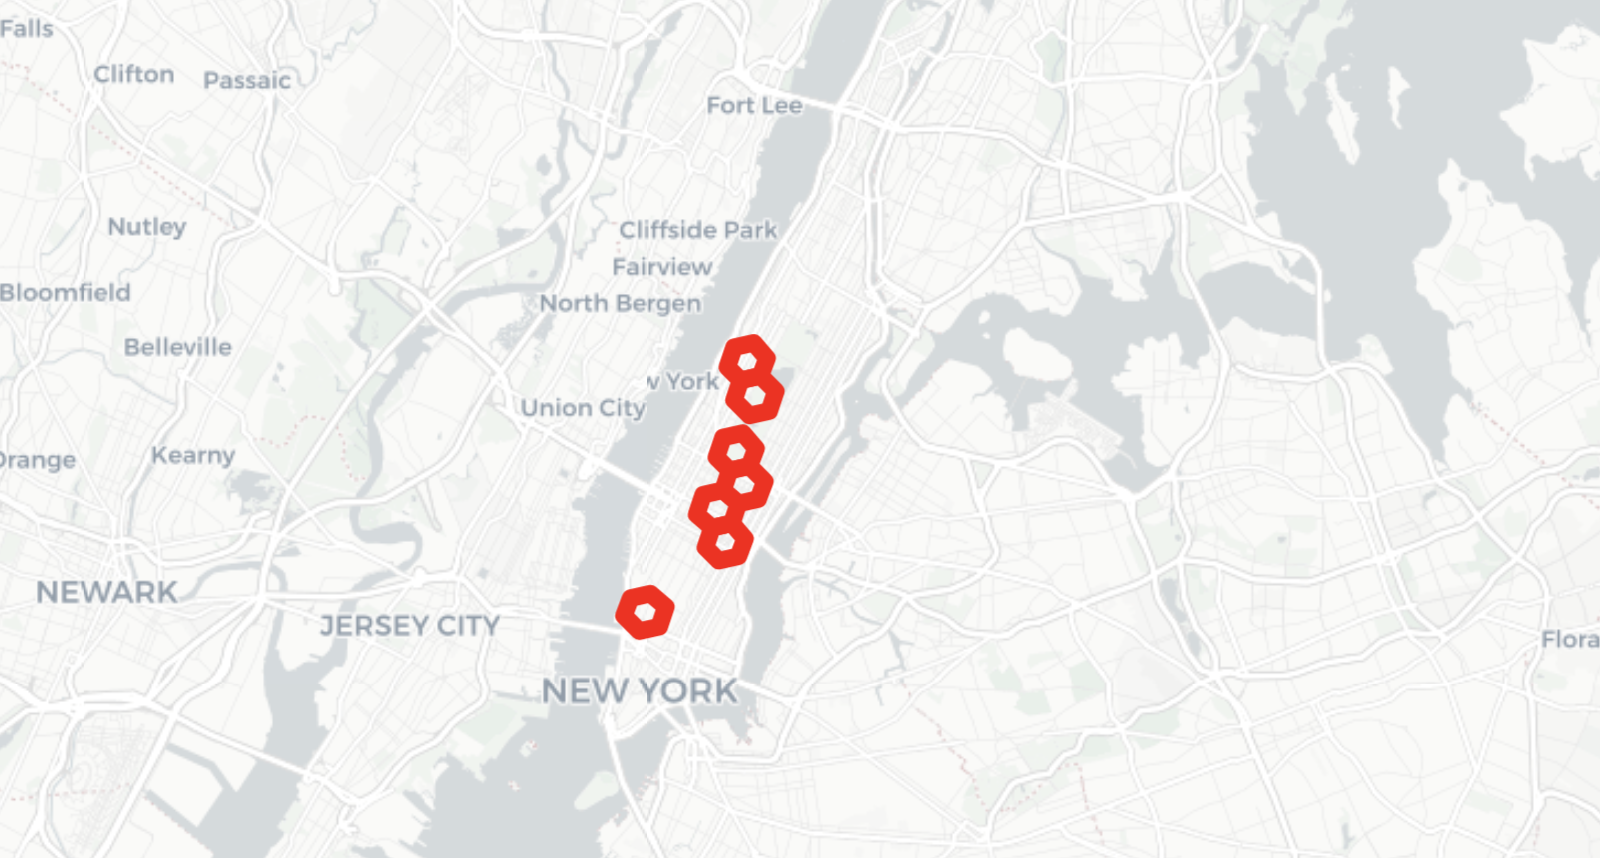 Falls
Clifton
Passaic
Fort Lee
Nutley
Cliffside Park
Fairview
Bloomfield
North Bergen
Belleville
w York
Union City
Orange
Kearny
NEWARK
JERSEY CITY
Flora
NEW YORK